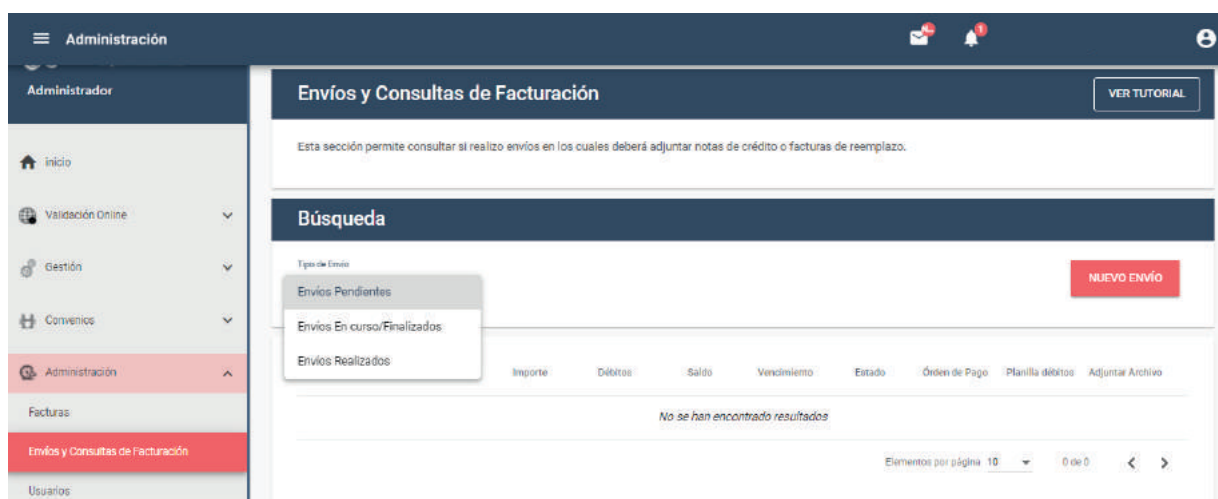 Administración
1
Administrador
inicio
Validación Online
Gestión
Convenios
Administración
Facturas
Envíos y Consultas de Facturación
Usuarios
Envíos y Consultas de Facturación
VER TUTORIAL
Esta sección permite consultar si realizo envíos en los cuales deberá adjuntar notas de crédito o facturas de reemplazo.
Búsqueda
Tipo de Envío
Envíos Pendientes
Envíos En curso/Finalizados
Envíos Realizados
NUEVO ENVÍO
Importe Débitos Saldo Vencimiento Estado Órden de Pago Planilla débitos Adjuntar Archivo
No se han encontrado resultados
Elementos por página 10 0 de 0